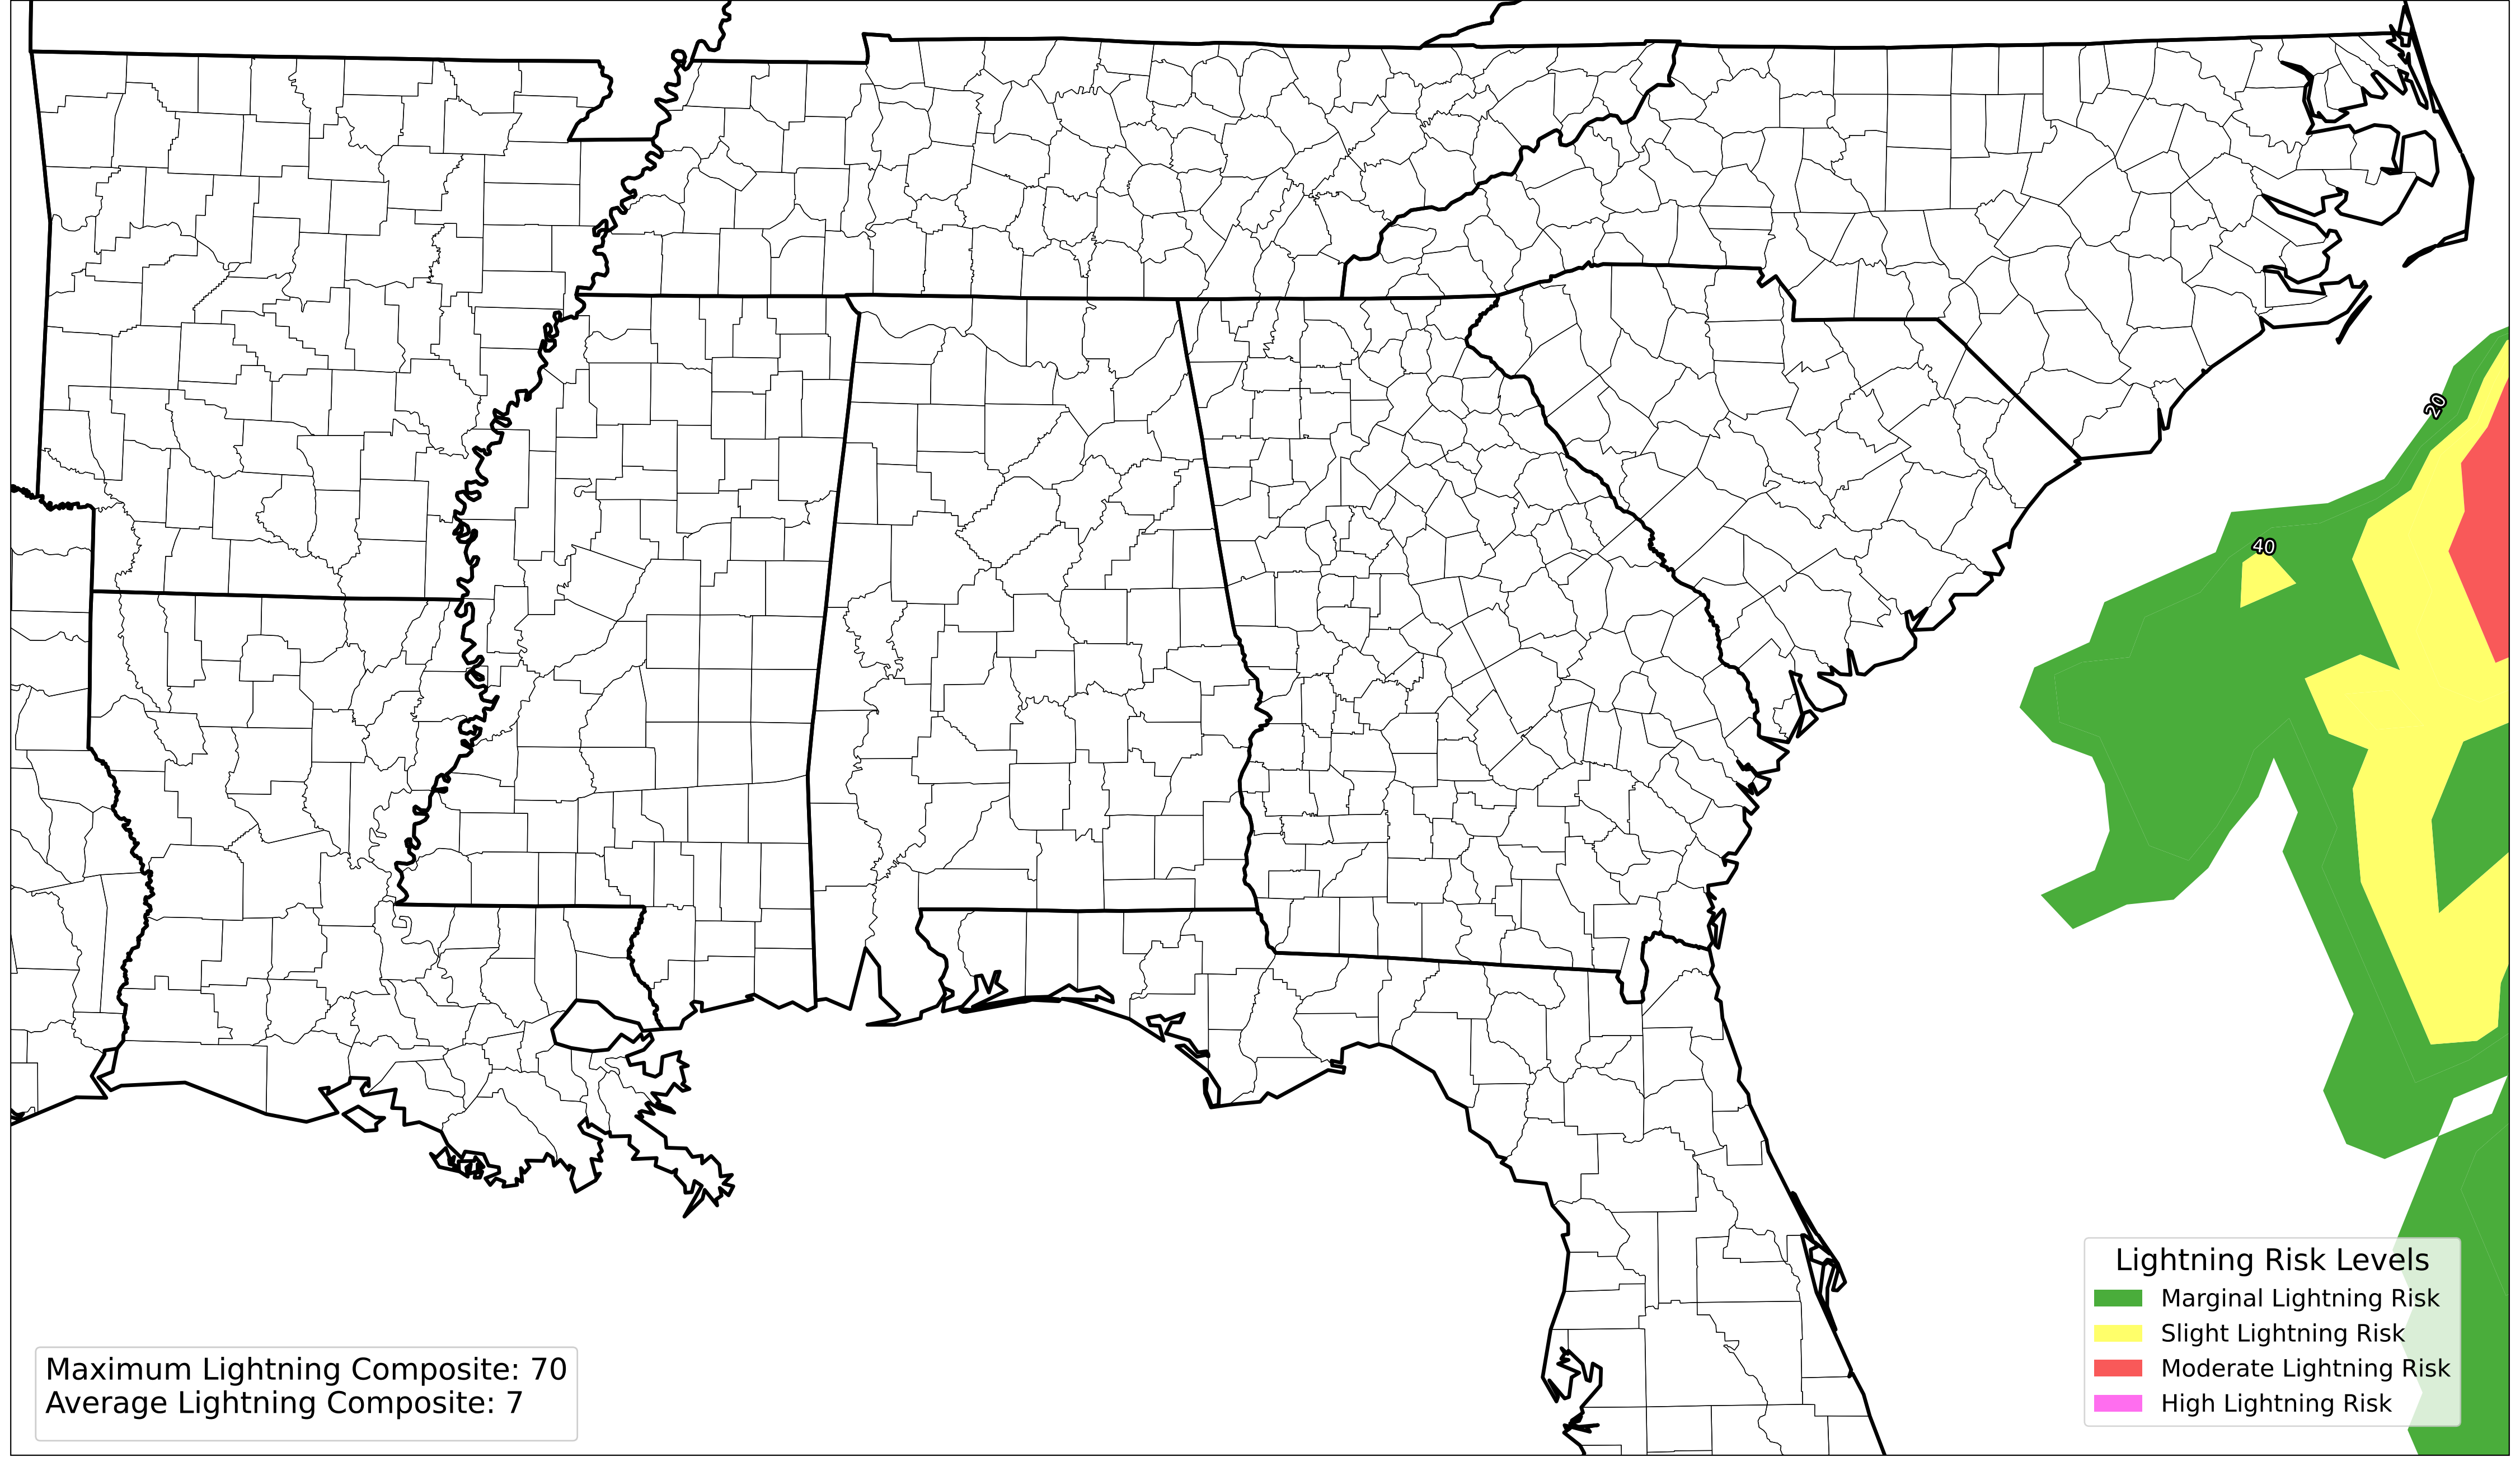 20
40
Lightning Risk Levels
Marginal Lightning Risk
Slight Lightning Risk
Moderate Lightning Risk
High Lightning Risk
Maximum Lightning Composite: 70
Average Lightning Composite: 7